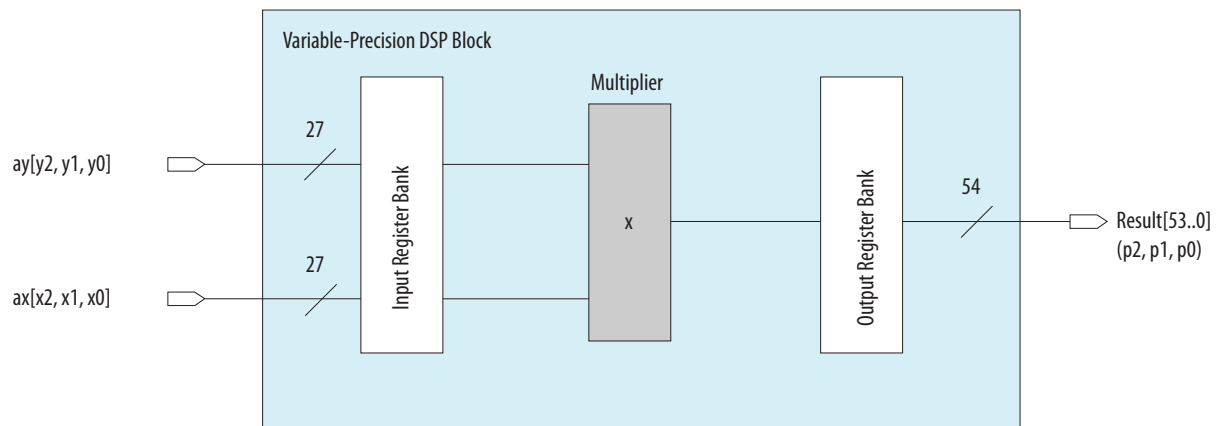 Variable-Precision DSP Block
Multiplier
27
ay[y2, y1, y0]
Input Register Bank
x
Output Register Bank
54
Result[53..0]
(p2, p1, p0)
27
ax[x2, x1, x0]